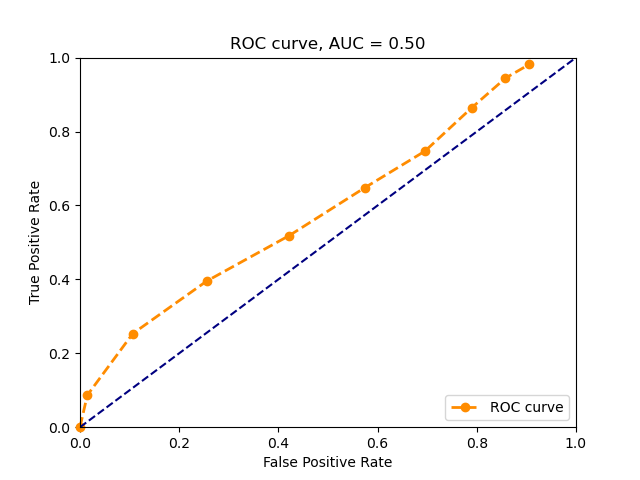 ROC curve, AUC = 0.50
True Positive Rate
1.0
0.8
0.6
0.4
0.2
0.0
ROC curve
0.0 0.2 0.4 0.6 0.8 1.0
False Positive Rate